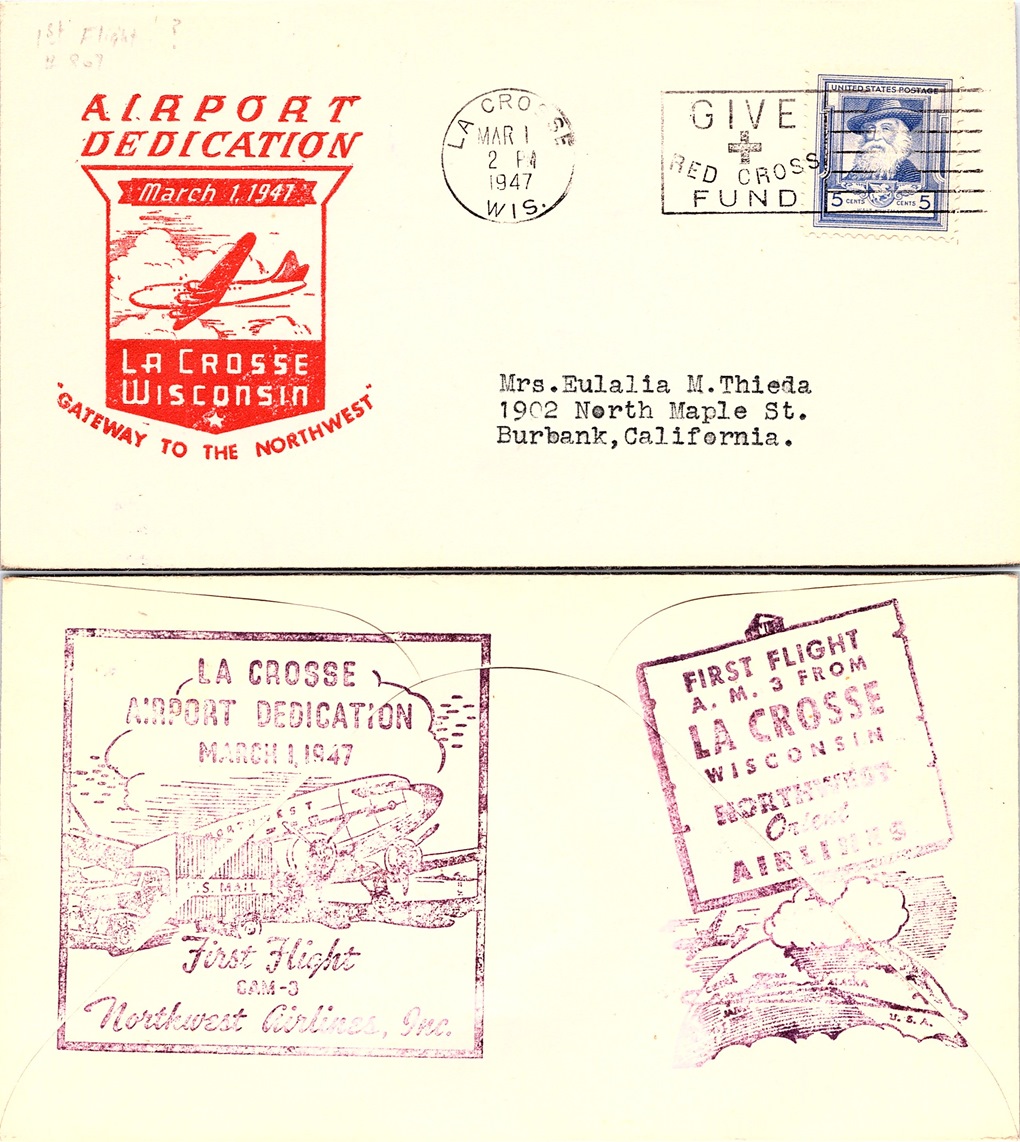 1st Flight ?
AIRPORT
DEDICATION
March 1, 1947
LA CROSSE
WISCONSIN
"GATEWAY TO THE NORTHWEST"
LA CROSSE
MAR 1
2 PM
1947
WIS.
GIVE
RED CROSS
FUND
UNITED STATES POSTAGE
5 CENTS CENTS 5
Mrs.Eulalia M.Thieda
1902 North Maple St.
Burbank,California.
LA CROSSE
AIRPORT DEDICATION
MARCH 1, 1947
NORTHWEST
U.S. MAIL
First Flight
Northwest Airlines, Inc.
FIRST FLIGHT
A. M. 3 FROM
LA CROSSE
WISCONSIN
NORTHWEST
Orient
AIRLINES
U.S.A.